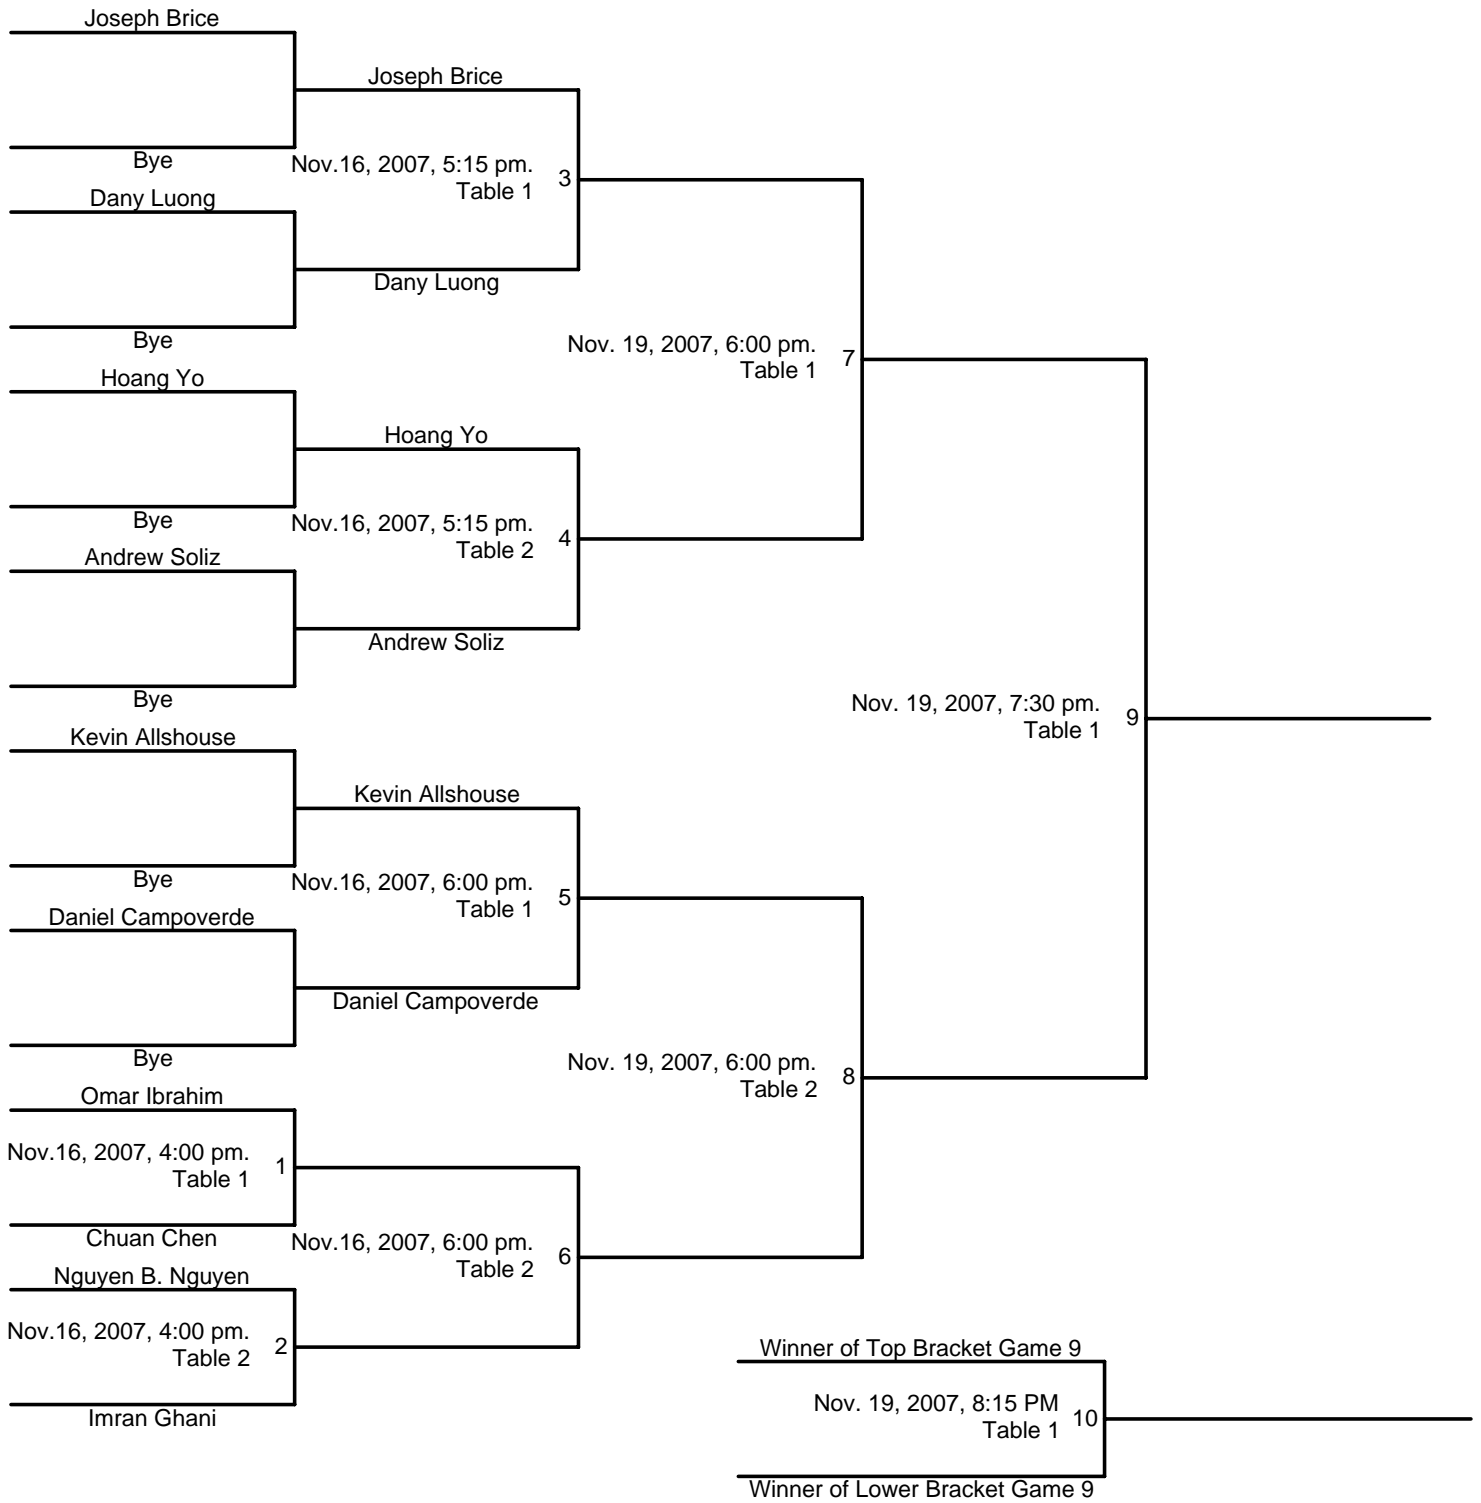 Joseph Brice
Joseph Brice
Bye
Nov.16, 2007, 5:15 pm.
Table 1
3
Dany Luong
Dany Luong
Bye
Nov. 19, 2007, 6:00 pm.
Table 1
7
Hoang Yo
Hoang Yo
Bye
Nov.16, 2007, 5:15 pm.
Table 2
4
Andrew Soliz
Andrew Soliz
Bye
Nov. 19, 2007, 7:30 pm.
Table 1
9
Kevin Allshouse
Kevin Allshouse
Bye
Nov.16, 2007, 6:00 pm.
Table 1
5
Daniel Campoverde
Daniel Campoverde
Bye
Nov. 19, 2007, 6:00 pm.
Table 2
8
Omar Ibrahim
Nov.16, 2007, 4:00 pm.
Table 1
1
Chuan Chen
Nov.16, 2007, 6:00 pm.
Table 2
6
Nguyen B. Nguyen
Nov.16, 2007, 4:00 pm.
Table 2
2
Imran Ghani
Winner of Top Bracket Game 9
Nov. 19, 2007, 8:15 PM
Table 1
10
Winner of Lower Bracket Game 9